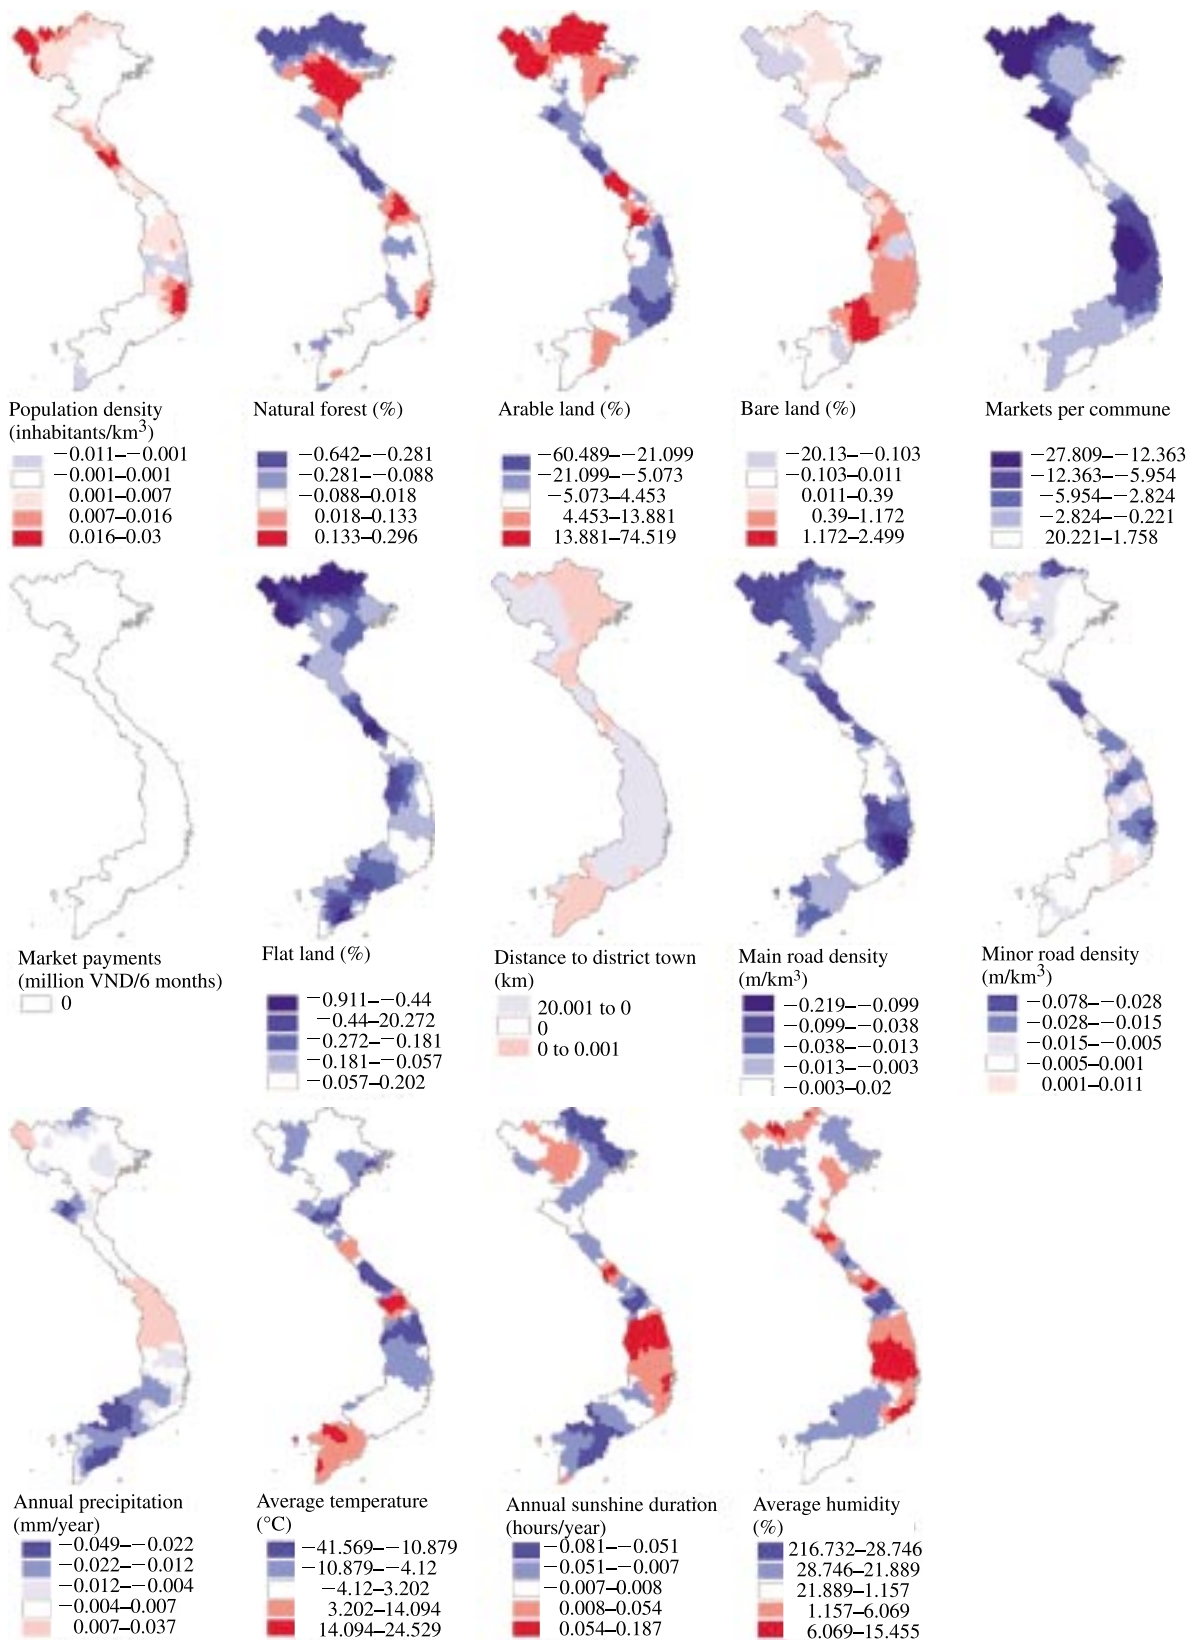 Population density
(inhabitants/km3)
−0.011–−0.001
−0.001–0.001
0.001–0.007
0.007–0.016
0.016–0.03
Natural forest (%)
−0.642–−0.281
−0.281–−0.088
−0.088–0.018
0.018–0.133
0.133–0.296
Arable land (%)
−60.489–−21.099
−21.099–−5.073
−5.073–4.453
4.453–13.881
13.881–74.519
Bare land (%)
−20.13–−0.103
−0.103–0.011
0.011–0.39
0.39–1.172
1.172–2.499
Markets per commune
−27.809–−12.363
−12.363–−5.954
−5.954–−2.824
−2.824–−0.221
20.221–1.758
Market payments
(million VND/6 months)
0
Flat land (%)
−0.911–−0.44
−0.44–20.272
−0.272–−0.181
−0.181–−0.057
−0.057–0.202
Distance to district town
(km)
20.001 to 0
0
0 to 0.001
Main road density
(m/km3)
−0.219–−0.099
−0.099–−0.038
−0.038–−0.013
−0.013–−0.003
−0.003–0.02
Minor road density
(m/km3)
−0.078–−0.028
−0.028–−0.015
−0.015–−0.005
−0.005–0.001
0.001–0.011
Annual precipitation
(mm/year)
−0.049–−0.022
−0.022–−0.012
−0.012–−0.004
−0.004–0.007
0.007–0.037
Average temperature
(°C)
−41.569–−10.879
−10.879–−4.12
−4.12–3.202
3.202–14.094
14.094–24.529
Annual sunshine duration
(hours/year)
−0.081–−0.051
−0.051–−0.007
−0.007–0.008
0.008–0.054
0.054–0.187
Average humidity
(%)
216.732–28.746
28.746–21.889
21.889–1.157
1.157–6.069
6.069–15.455